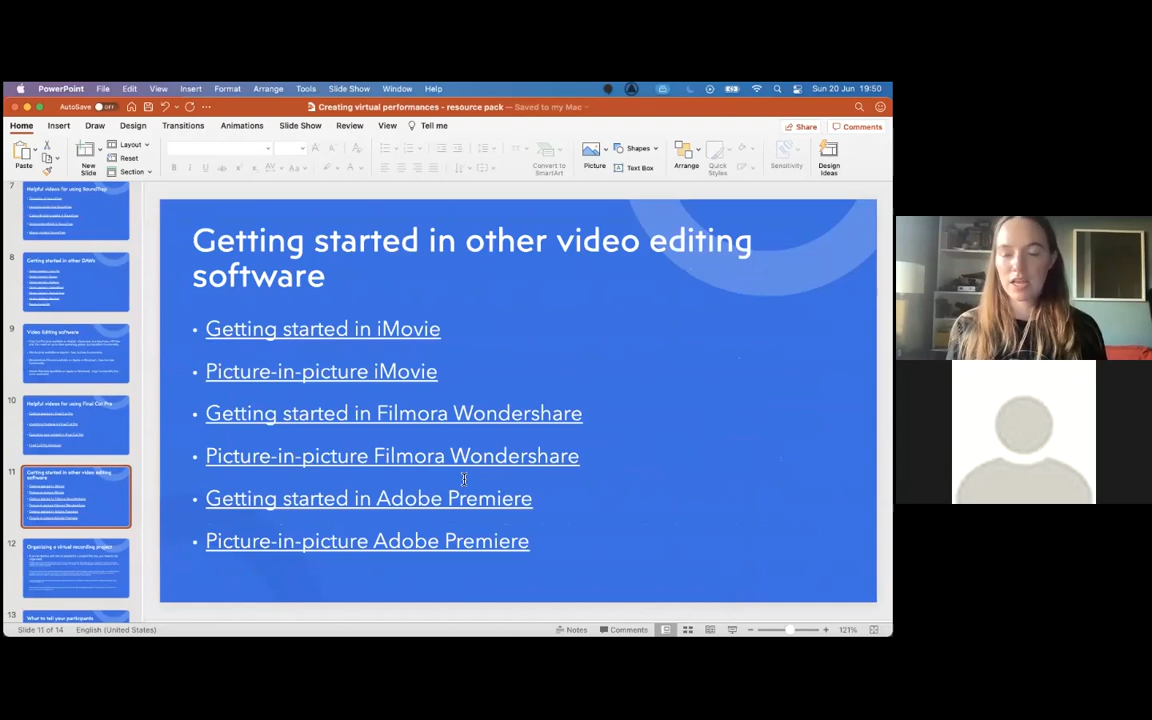 PowerPoint File Edit View Insert Format Arrange Tools Slide Show Window Help Sun 20 Jun 19:50
AutoSave OFF Creating virtual performances - resource pack — Saved to my Mac
Home Insert Draw Design Transitions Animations Slide Show Review View Tell me Share Comments
Paste New Slide Layout Reset Section Convert to SmartArt Picture Shapes Text Box Arrange Quick Styles Sensitivity Design Ideas
7
Helpful videos for using Soundtrap
8
Getting started in other DAWs
9
Video Editing software
10
Helpful videos for using Final Cut Pro
11
Getting started in other video editing software
12
Organising a virtual recording project
13
What to tell your participants
Getting started in other video editing
software
• Getting started in iMovie
• Picture-in-picture iMovie
• Getting started in Filmora Wondershare
• Picture-in-picture Filmora Wondershare
• Getting started in Adobe Premiere
• Picture-in-picture Adobe Premiere
Slide 11 of 14 English (United States) Notes Comments 121%